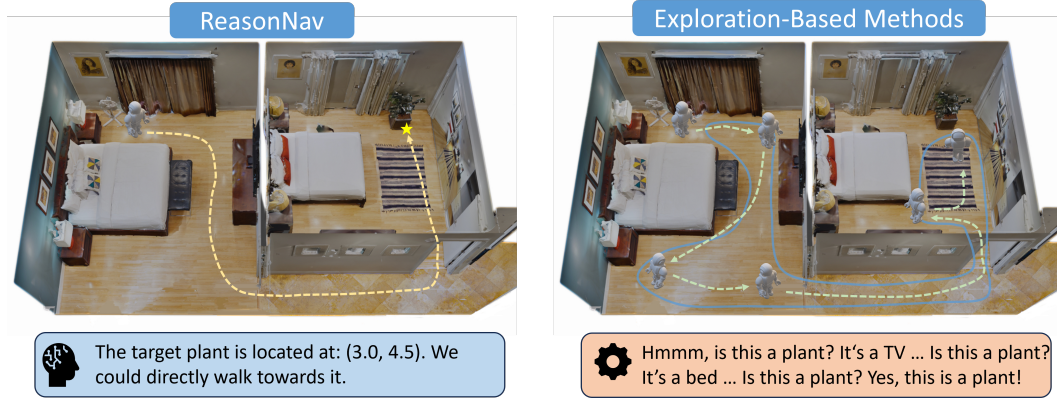 ReasonNav
Exploration-Based Methods
The target plant is located at: (3.0, 4.5). We
could directly walk towards it.
Hmmm, is this a plant? It‘s a TV ... Is this a plant?
It’s a bed ... Is this a plant? Yes, this is a plant!